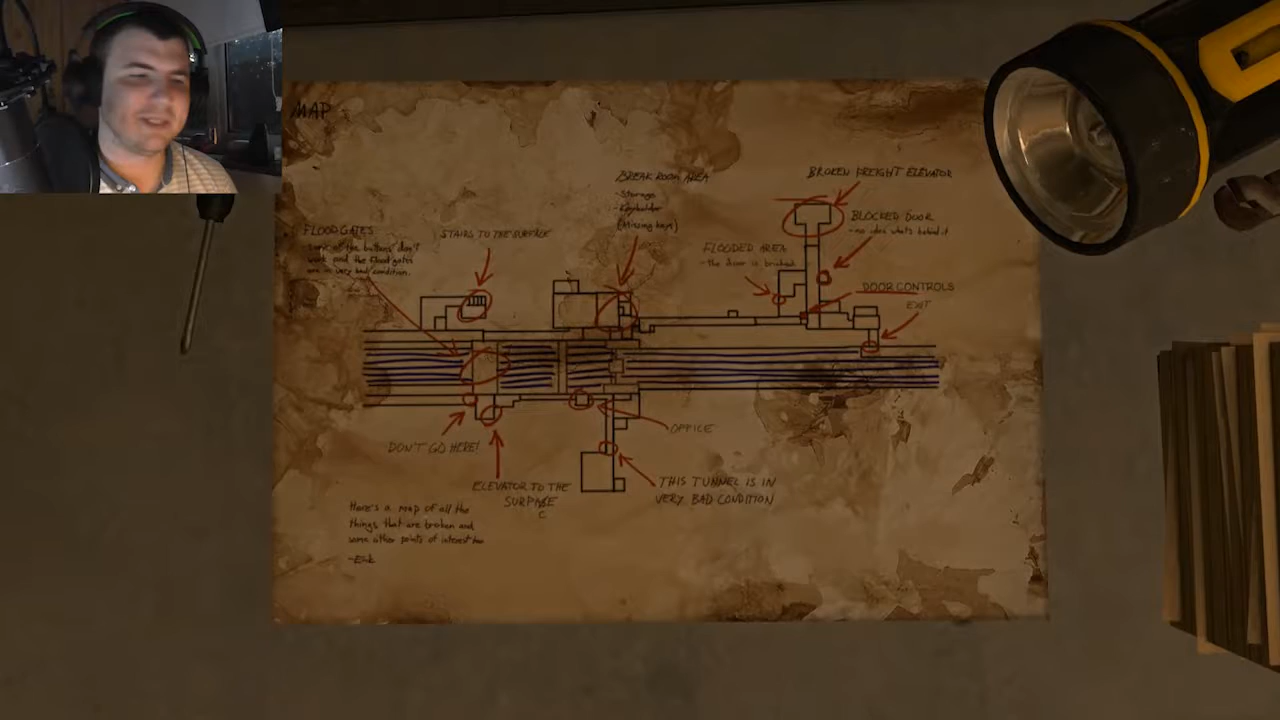 MAP
BREAK ROOM AREA
- Storage
- Keyholder
(Missing keys)
BROKEN FREIGHT ELEVATOR
BLOCKED DOOR
- no idea what's behind it
FLOODGATES
- some of the buttons don't
work and the flood gates
are in very bad condition.
STAIRS TO THE SURFACE
FLOODED AREA
- the door is broken
DOOR CONTROLS
EXIT
DON'T GO HERE!
OFFICE
ELEVATOR TO THE
SURFACE
C
THIS TUNNEL IS IN
VERY BAD CONDITION
Here's a map of all the
things that are broken and
some other points of interest